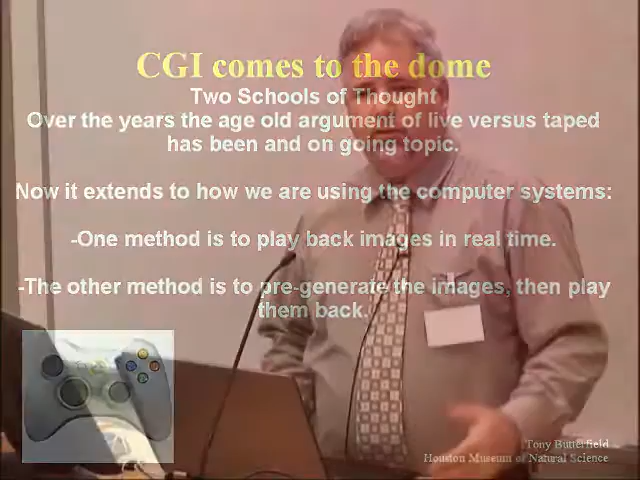 CGI comes to the dome
Two Schools of Thought
Over the years the age old argument of live versus taped
has been and on going topic.
Now it extends to how we are using the computer systems:
-One method is to play back images in real time.
-The other method is to pre-generate the images, then play
them back.
Tony Butterfield
Houston Museum of Natural Science